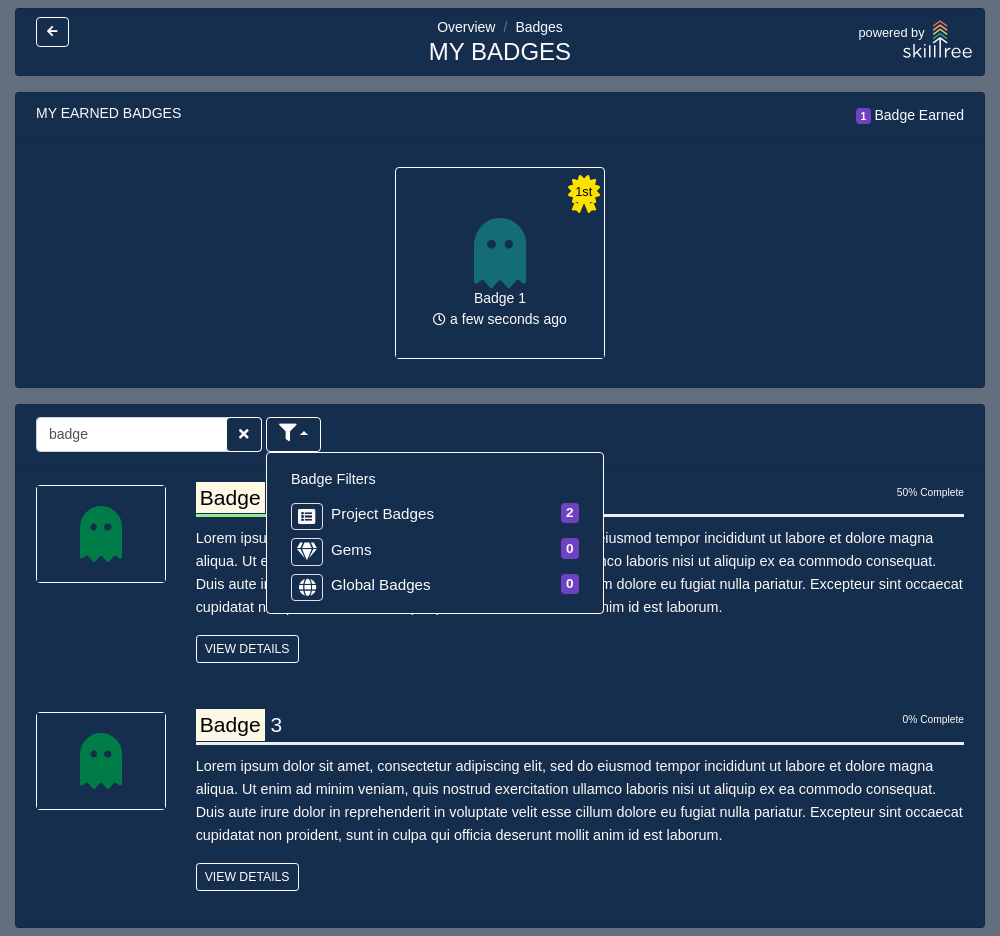 Overview / Badges
MY BADGES
powered by
skilltree
MY EARNED BADGES
1 Badge Earned
1st
Badge 1
a few seconds ago
badge
Badge Filters
Project Badges 2
Gems 0
Global Badges 0
Badge
50% Complete
Lorem ipsu
eiusmod tempor incididunt ut labore et dolore magna
aliqua. Ut e
mco laboris nisi ut aliquip ex ea commodo consequat.
Duis aute i
m dolore eu fugiat nulla pariatur. Excepteur sint occaecat
cupidatat n
nim id est laborum.
VIEW DETAILS
Badge 3
0% Complete
Lorem ipsum dolor sit amet, consectetur adipiscing elit, sed do eiusmod tempor incididunt ut labore et dolore magna
aliqua. Ut enim ad minim veniam, quis nostrud exercitation ullamco laboris nisi ut aliquip ex ea commodo consequat.
Duis aute irure dolor in reprehenderit in voluptate velit esse cillum dolore eu fugiat nulla pariatur. Excepteur sint occaecat
cupidatat non proident, sunt in culpa qui officia deserunt mollit anim id est laborum.
VIEW DETAILS